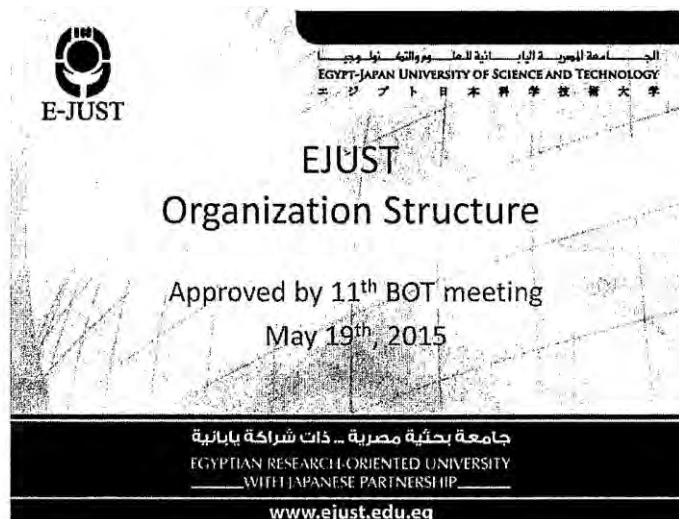 E-JUST
الجامعة المصرية اليابانية للعلوم والتكنولوجيا
EGYPT-JAPAN UNIVERSITY OF SCIENCE AND TECHNOLOGY
エジプト日本科学技術大学
EJUST
Organization Structure
Approved by 11th BOT meeting
May 19th, 2015
جامعة بحثية مصرية ... ذات شراكة يابانية
EGYPTIAN RESEARCH-ORIENTED UNIVERSITY
WITH JAPANESE PARTNERSHIP
www.ejust.edu.eg